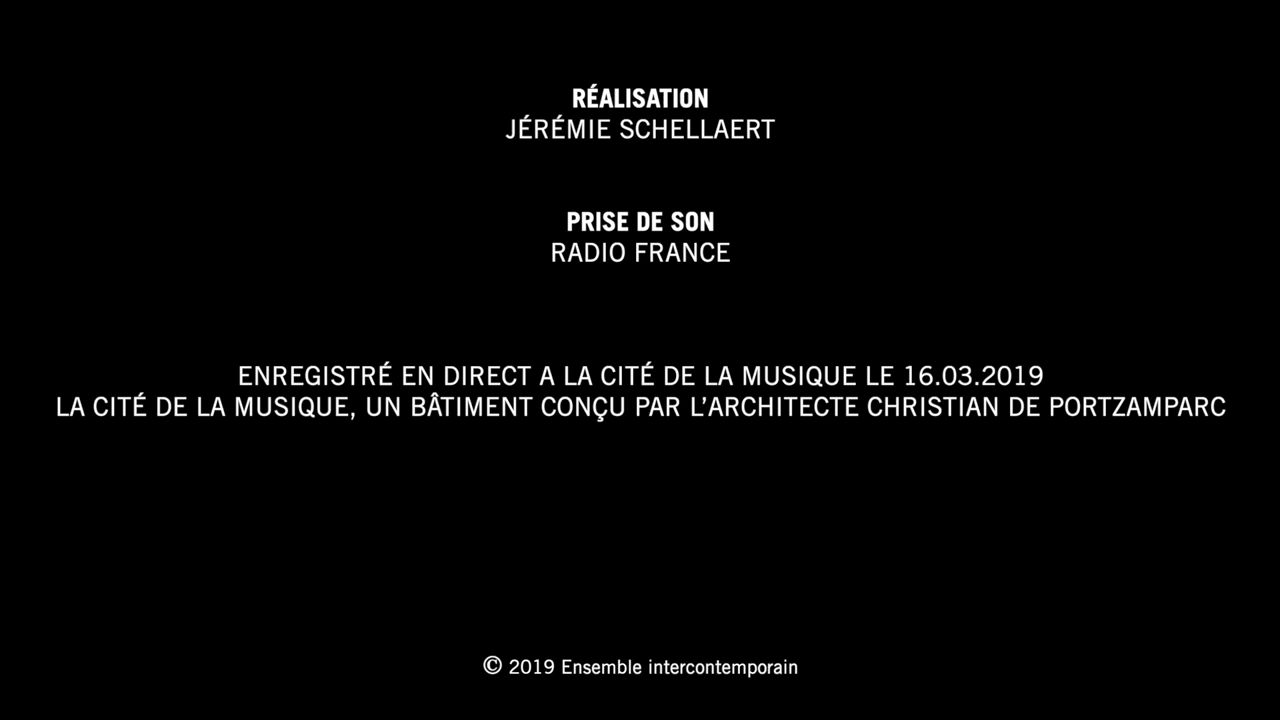 RÉALISATION
JÉRÉMIE SCHELLAERT
PRISE DE SON
RADIO FRANCE
ENREGISTRÉ EN DIRECT A LA CITÉ DE LA MUSIQUE LE 16.03.2019
LA CITÉ DE LA MUSIQUE, UN BÂTIMENT CONÇU PAR L’ARCHITECTE CHRISTIAN DE PORTZAMPARC
© 2019 Ensemble intercontemporain